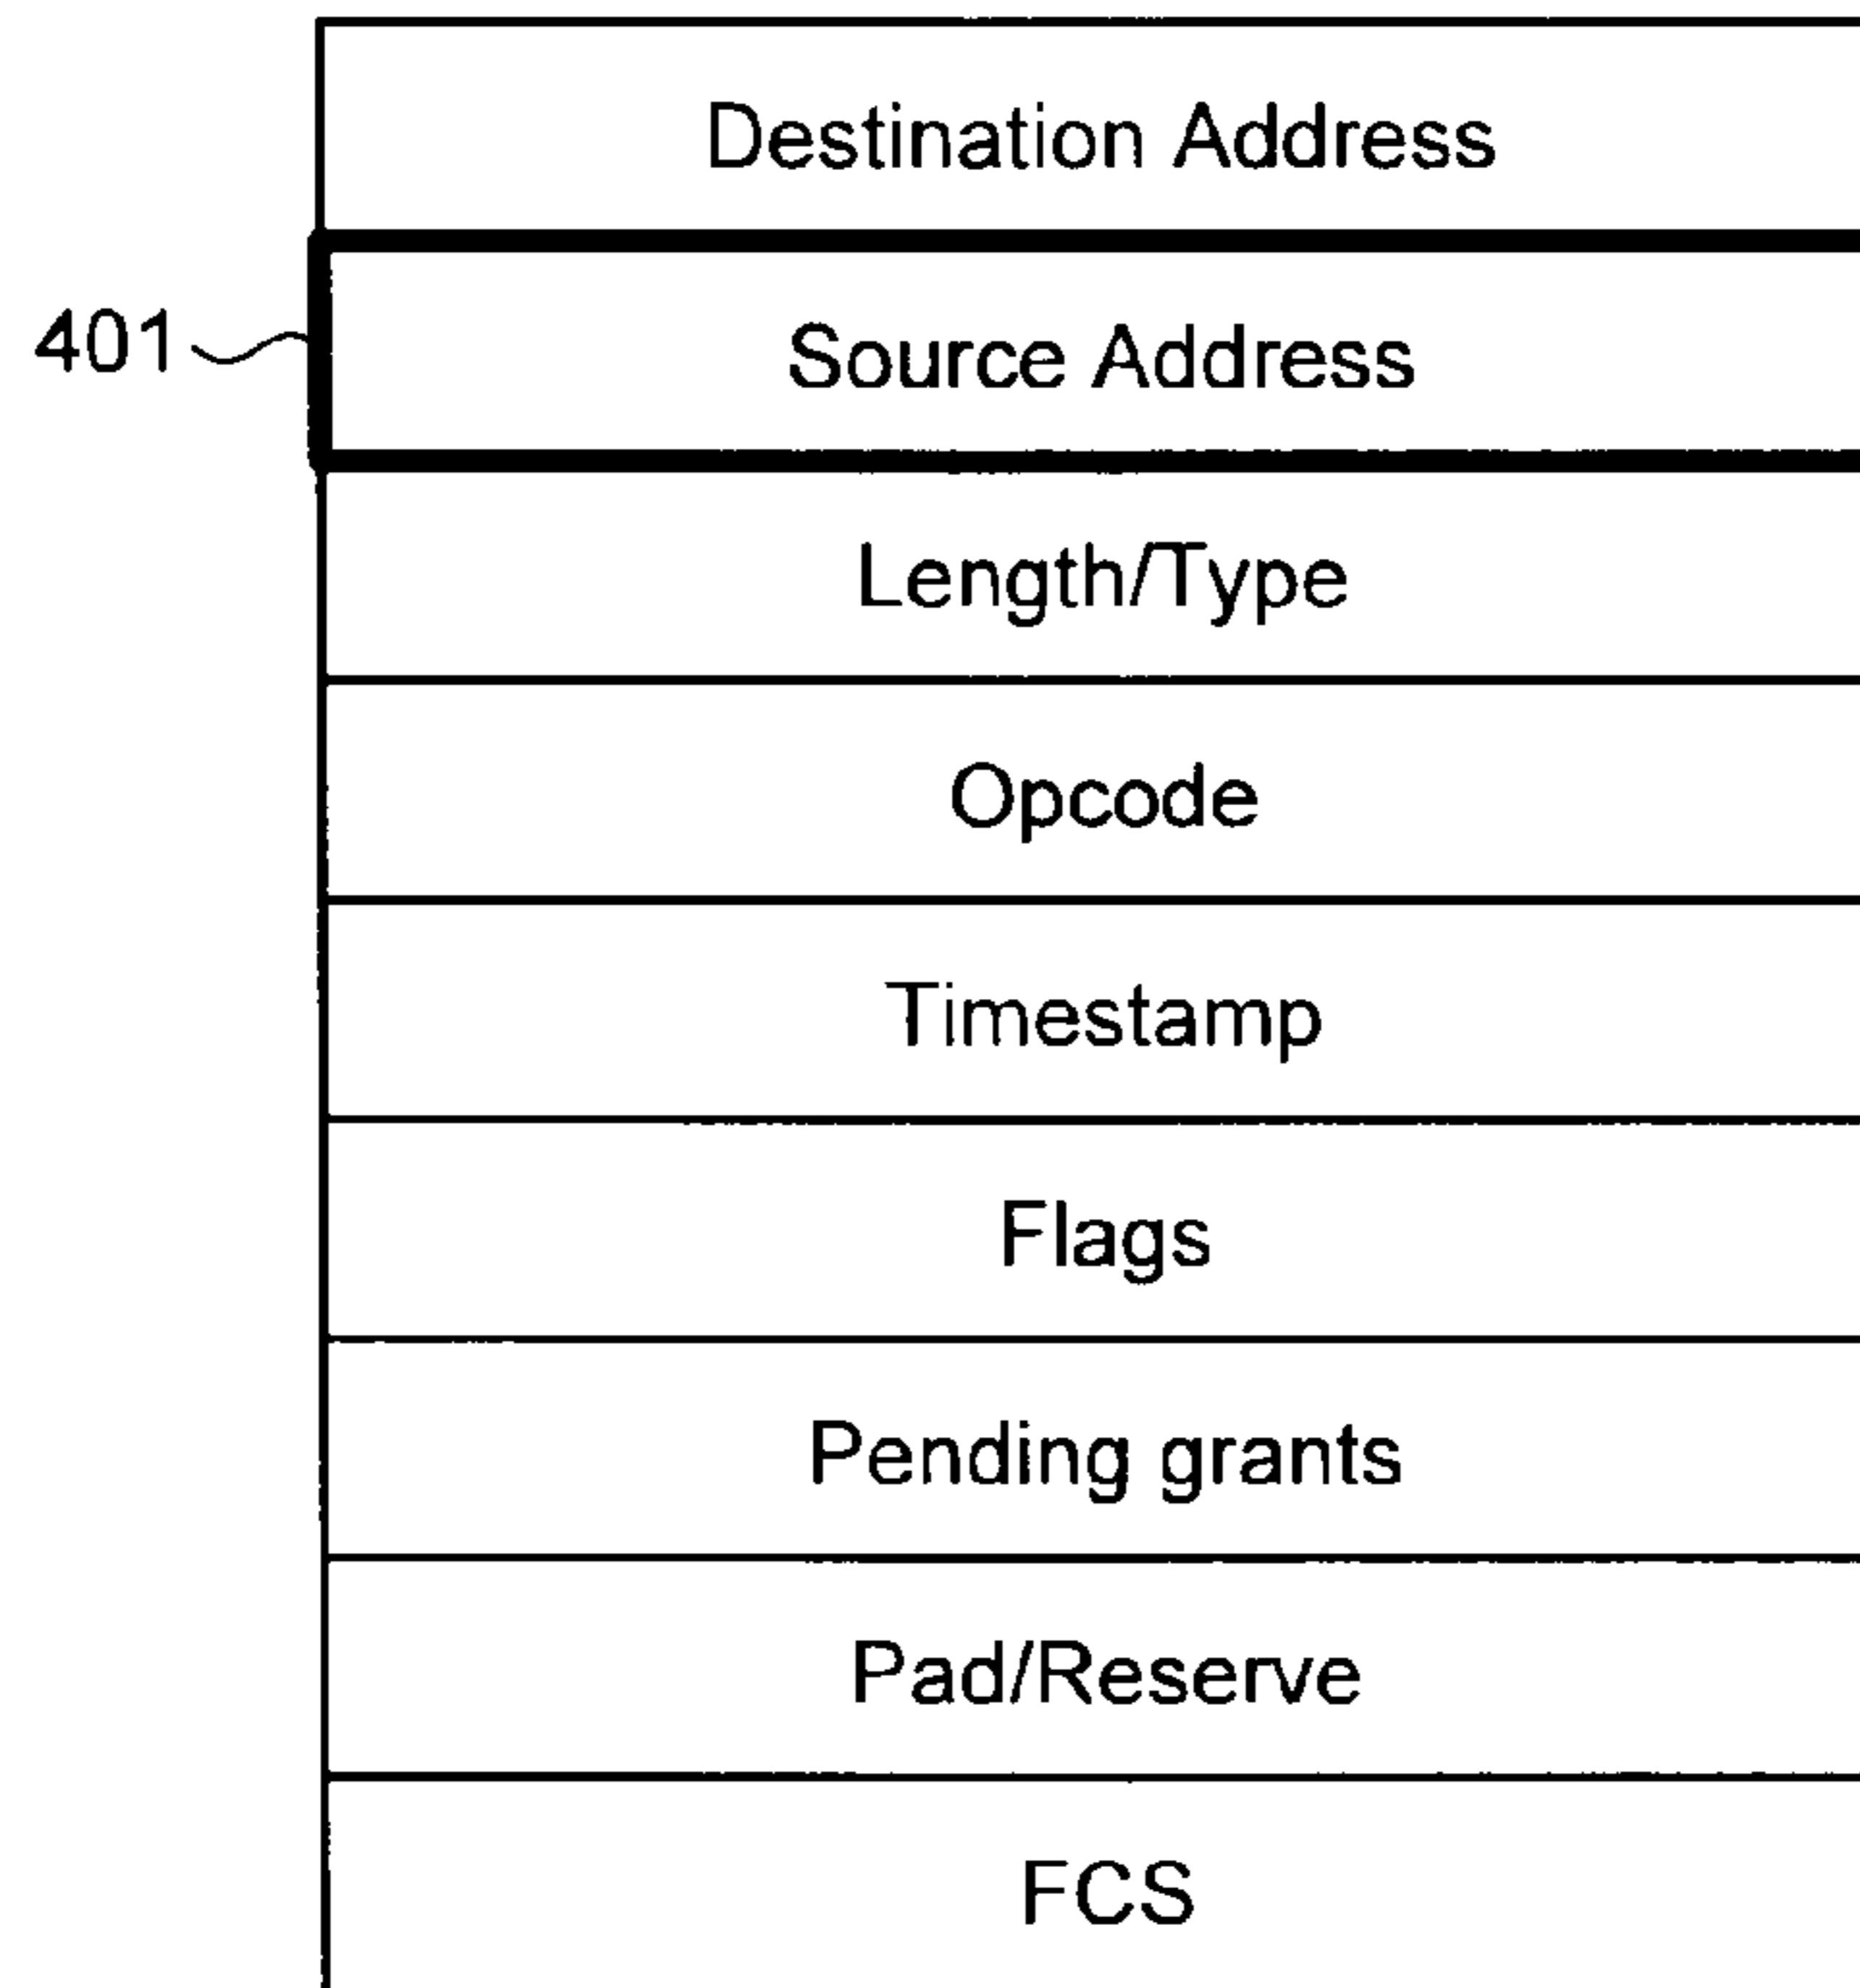 Destination Address
401
Source Address
Length/Type
Opcode
Timestamp
Flags
Pending grants
Pad/Reserve
FCS